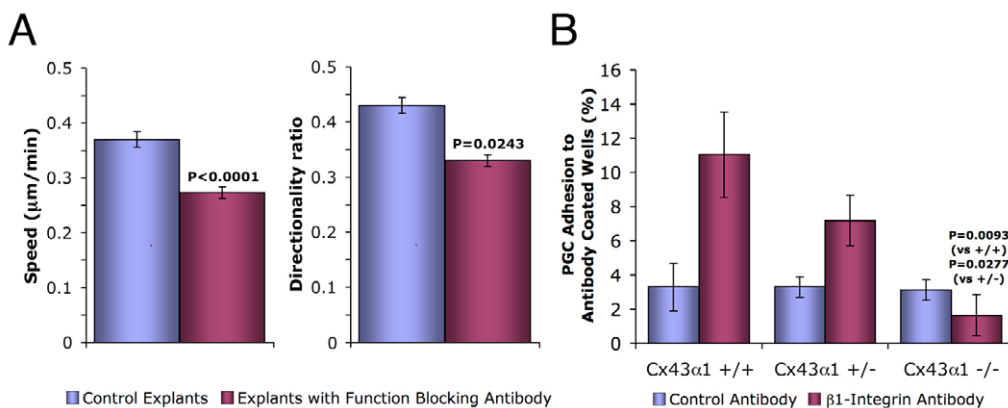 A
B
Speed (μm/min)
0.5
0.4
0.3
0.2
0.1
0
P<0.0001
Directionality ratio
0.5
0.4
0.3
0.2
0.1
0
P=0.0243
Control Explants
Explants with Function Blocking Antibody
PGC Adhesion to
Antibody Coated Wells (%)
16
14
12
10
8
6
4
2
0
P=0.0093
(vs +/+)
P=0.0277
(vs +/-)
Cx43α1 +/+
Cx43α1 +/-
Cx43α1 -/-
Control Antibody
β1-Integrin Antibody